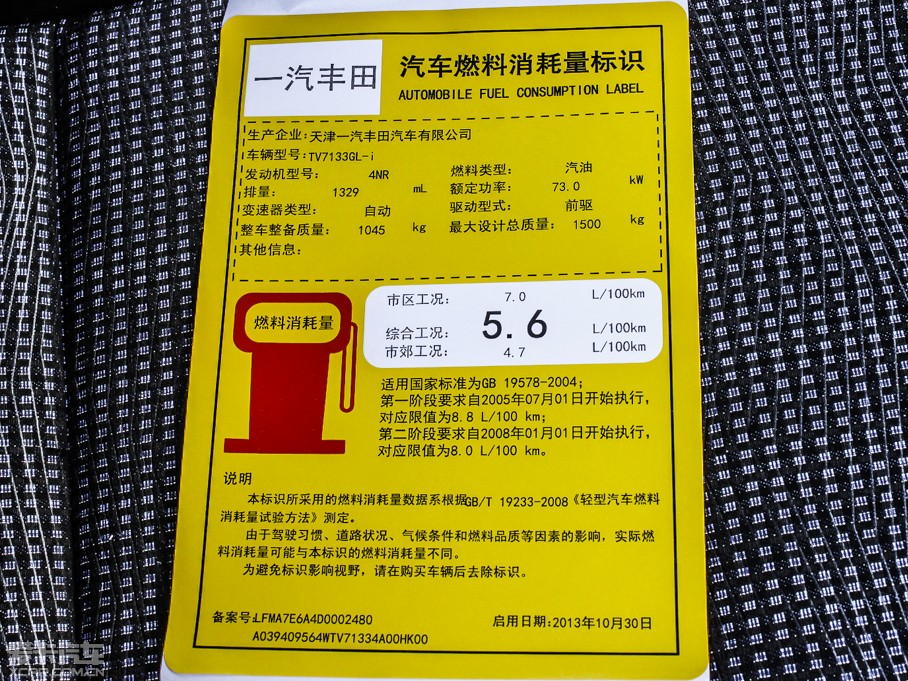 一汽丰田
汽车燃料消耗量标识
AUTOMOBILE FUEL CONSUMPTION LABEL
生产企业:天津一汽丰田汽车有限公司
车辆型号:TV7133GL-i
发动机型号: 4NR 燃料类型: 汽油
排量: 1329 mL 额定功率: 73.0 kW
变速器类型: 自动 驱动型式: 前驱
整车整备质量: 1045 kg 最大设计总质量: 1500 kg
其他信息:
燃料消耗量
市区工况: 7.0 L/100km
综合工况: 5.6 L/100km
市郊工况: 4.7 L/100km
适用国家标准为GB 19578-2004;
第一阶段要求自2005年07月01日开始执行,
对应限值为8.8 L/100 km;
第二阶段要求自2008年01月01日开始执行,
对应限值为8.0 L/100 km。
说明
本标识所采用的燃料消耗量数据系根据GB/T 19233-2008《轻型汽车燃料
消耗量试验方法》测定。
由于驾驶习惯、道路状况、气候条件和燃料品质等因素的影响,实际燃
料消耗量可能与本标识的燃料消耗量不同。
为避免标识影响视野,请在购买车辆后去除标识。
备案号:LFMA7E6A4D0002480 启用日期:2013年10月30日
A039409564WTV71334A00HK00
XCAR.COM.CN